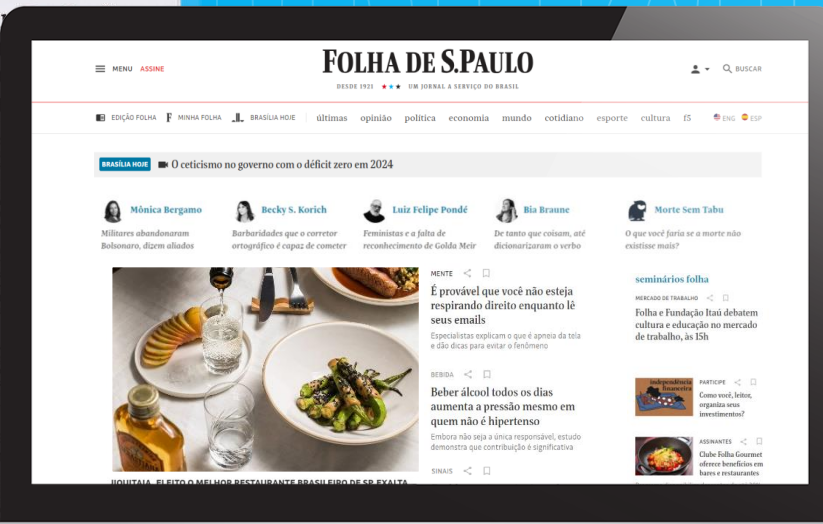 MENU ASSINE
FOLHA DE S.PAULO
DESDE 1921 ★★★ UM JORNAL A SERVIÇO DO BRASIL
BUSCAR
EDIÇÃO FOLHA F MINHA FOLHA BRASÍLIA HOJE últimas opinião política economia mundo cotidiano esporte cultura f5 ENG ESP
BRASÍLIA HOJE O ceticismo no governo com o déficit zero em 2024
Mônica Bergamo
Militares abandonaram
Bolsonaro, dizem aliados
Becky S. Korich
Barbaridades que o corretor
ortográfico é capaz de cometer
Luiz Felipe Pondé
Feministas e a falta de
reconhecimento de Golda Meir
Bia Braune
De tanto que coisam, até
dicionarizaram o verbo
Morte Sem Tabu
O que você faria se a morte não
existisse mais?
MENTE
É provável que você não esteja
respirando direito enquanto lê
seus emails
Especialistas explicam o que é apneia da tela
e dão dicas para evitar o fenômeno
BEBIDA
Beber álcool todos os dias
aumenta a pressão mesmo em
quem não é hipertenso
Embora não seja a única responsável, estudo
demonstra que contribuição é significativa
SINAIS
seminários folha
MERCADO DE TRABALHO
Folha e Fundação Itaú debatem
cultura e educação no mercado
de trabalho, às 15h
independência
financeira
PARTICIPE
Como você, leitor,
organiza seus
investimentos?
ASSINANTES
Clube Folha Gourmet
oferece benefícios em
bares e restaurantes
JIQUITAIA, ELEITO O MELHOR RESTAURANTE BRASILEIRO DE SP, EXALTA